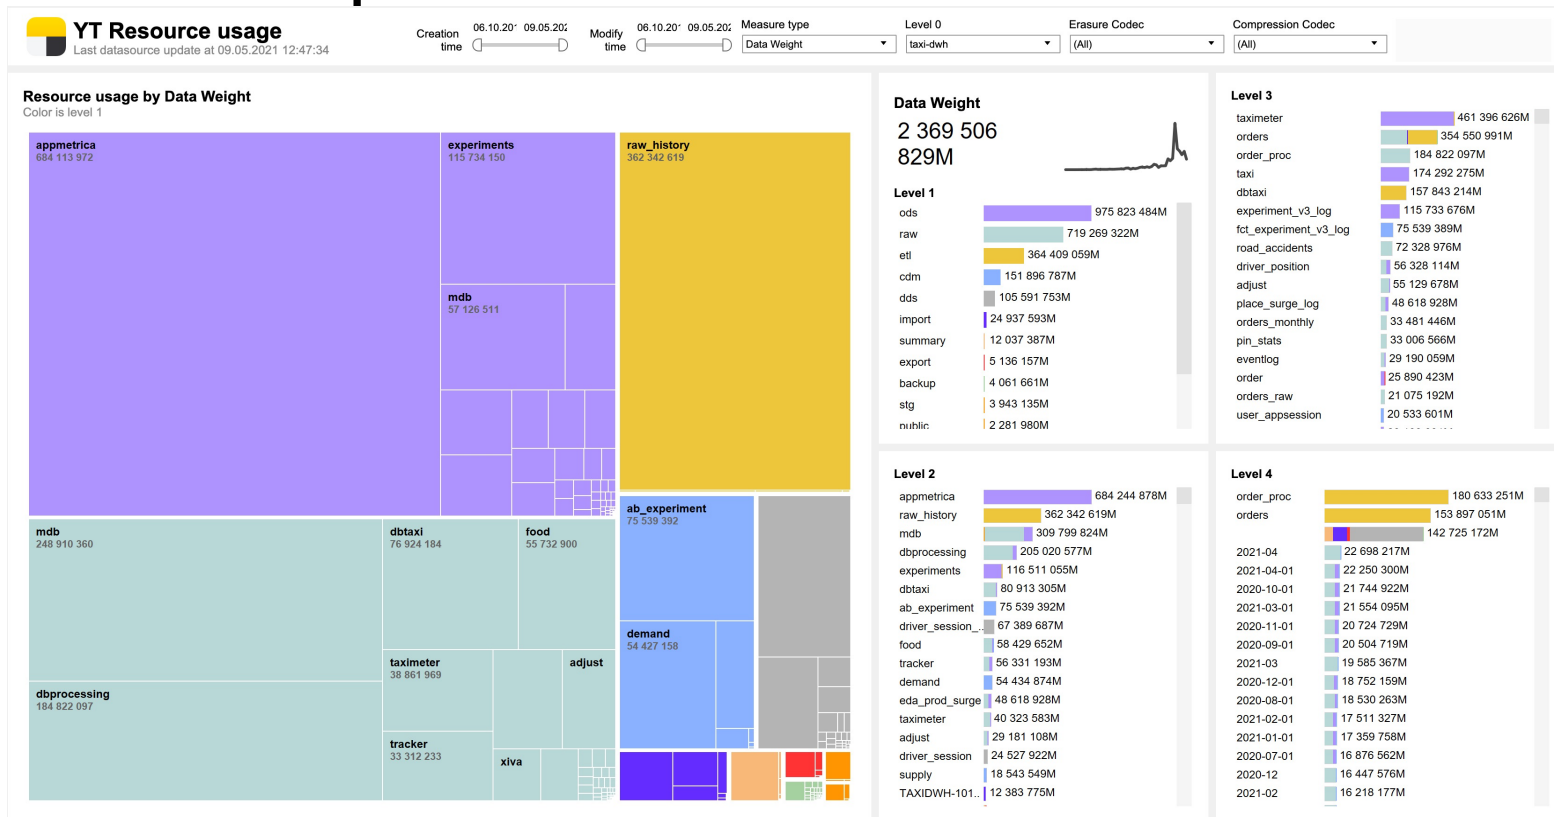 YT Resource usage
Last datasource update at 09.05.2021 12:47:34
Creation time
06.10.20 09.05.202
Modify time
06.10.20 09.05.202
Measure type
Data Weight
Level 0
taxi-dwh
Erasure Codec
(All)
Compression Codec
(All)
Resource usage by Data Weight
Color is level 1
appmetrica
684 113 972
experiments
115 734 150
mdb
57 126 511
raw_history
362 342 619
mdb
248 910 360
dbprocessing
184 822 097
dbtaxi
76 924 184
food
55 732 900
taximeter
38 861 969
adjust
tracker
33 312 233
xiva
ab_experiment
75 539 392
demand
54 427 158
Data Weight
2 369 506
829M
Level 1
ods 975 823 484M
raw 719 269 322M
etl 364 409 059M
cdm 151 896 787M
dds 105 591 753M
import 24 937 593M
summary 12 037 387M
export 5 136 157M
backup 4 061 661M
stg 3 943 135M
public 2 281 980M
Level 2
appmetrica 684 244 878M
raw_history 362 342 619M
mdb 309 799 824M
dbprocessing 205 020 577M
experiments 116 511 055M
dbtaxi 80 913 305M
ab_experiment 75 539 392M
driver_session_.. 67 389 687M
food 58 429 652M
tracker 56 331 193M
demand 54 434 874M
eda_prod_surge 48 618 928M
taximeter 40 323 583M
adjust 29 181 108M
driver_session 24 527 922M
supply 18 543 549M
TAXIDWH-101.. 12 383 775M
Level 3
taximeter 461 396 626M
orders 354 550 991M
order_proc 184 822 097M
taxi 174 292 275M
dbtaxi 157 843 214M
experiment_v3_log 115 733 676M
fct_experiment_v3_log 75 539 389M
road_accidents 72 328 976M
driver_position 56 328 114M
adjust 55 129 678M
place_surge_log 48 618 928M
orders_monthly 33 481 446M
pin_stats 33 006 566M
eventlog 29 190 059M
order 25 890 423M
orders_raw 21 075 192M
user_appsession 20 533 601M
Level 4
order_proc 180 633 251M
orders 153 897 051M
142 725 172M
2021-04 22 698 217M
2021-04-01 22 250 300M
2020-10-01 21 744 922M
2021-03-01 21 554 095M
2020-11-01 20 724 729M
2020-09-01 20 504 719M
2021-03 19 585 367M
2020-12-01 18 752 159M
2020-08-01 18 530 263M
2021-02-01 17 511 327M
2021-01-01 17 359 758M
2020-07-01 16 876 562M
2020-12 16 447 576M
2021-02 16 218 177M